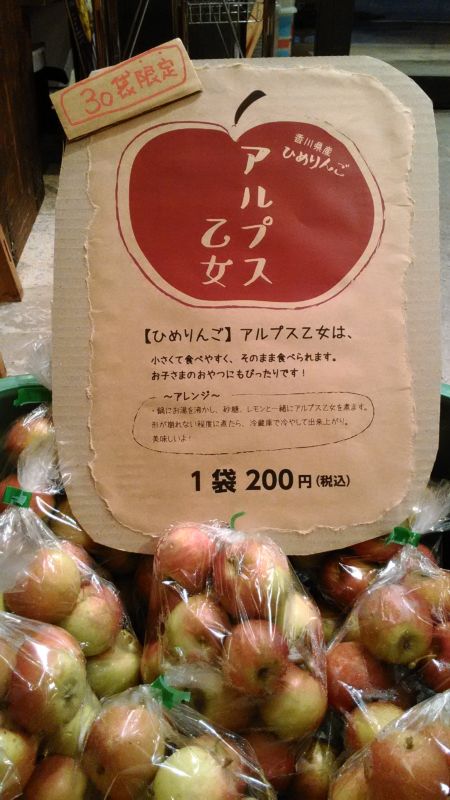 30袋限定
香川県産
ひめりんご
アルプス
乙女
【ひめりんご】アルプス乙女は、
小さくて食べやすく、そのまま食べられます。
お子さまのおやつにもぴったりです！
～アレンジ～
・鍋にお湯を沸かし、砂糖、レモンと一緒にアルプス乙女を煮ます。
形が崩れない程度に煮たら、冷蔵庫で冷やして出来上がり。
美味しいよ！
1袋200円(税込)